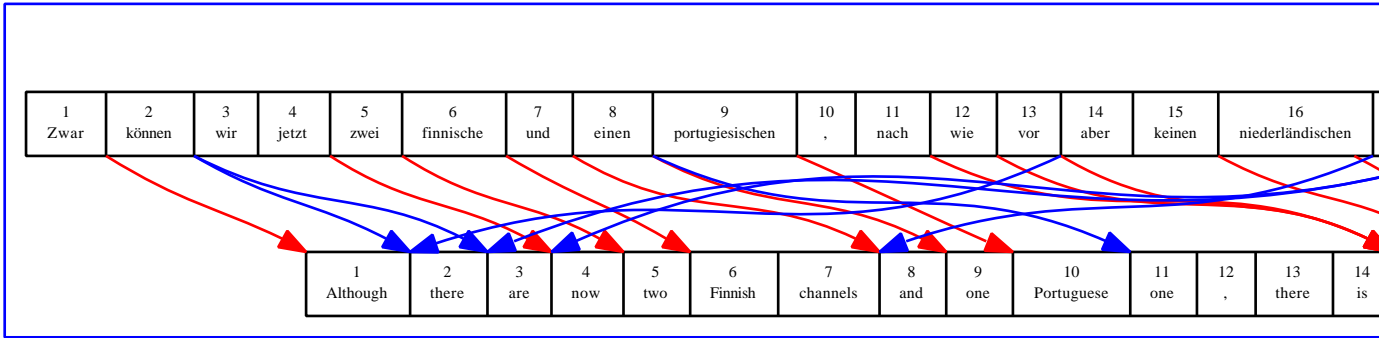 1 2 3 4 5 6 7 8 9 10 11 12 13 14 15 16
Zwar können wir jetzt zwei finnische und einen portugiesischen , nach wie vor aber keinen niederländischen
1 2 3 4 5 6 7 8 9 10 11 12 13 14
Although there are now two Finnish channels and one Portuguese one , there is